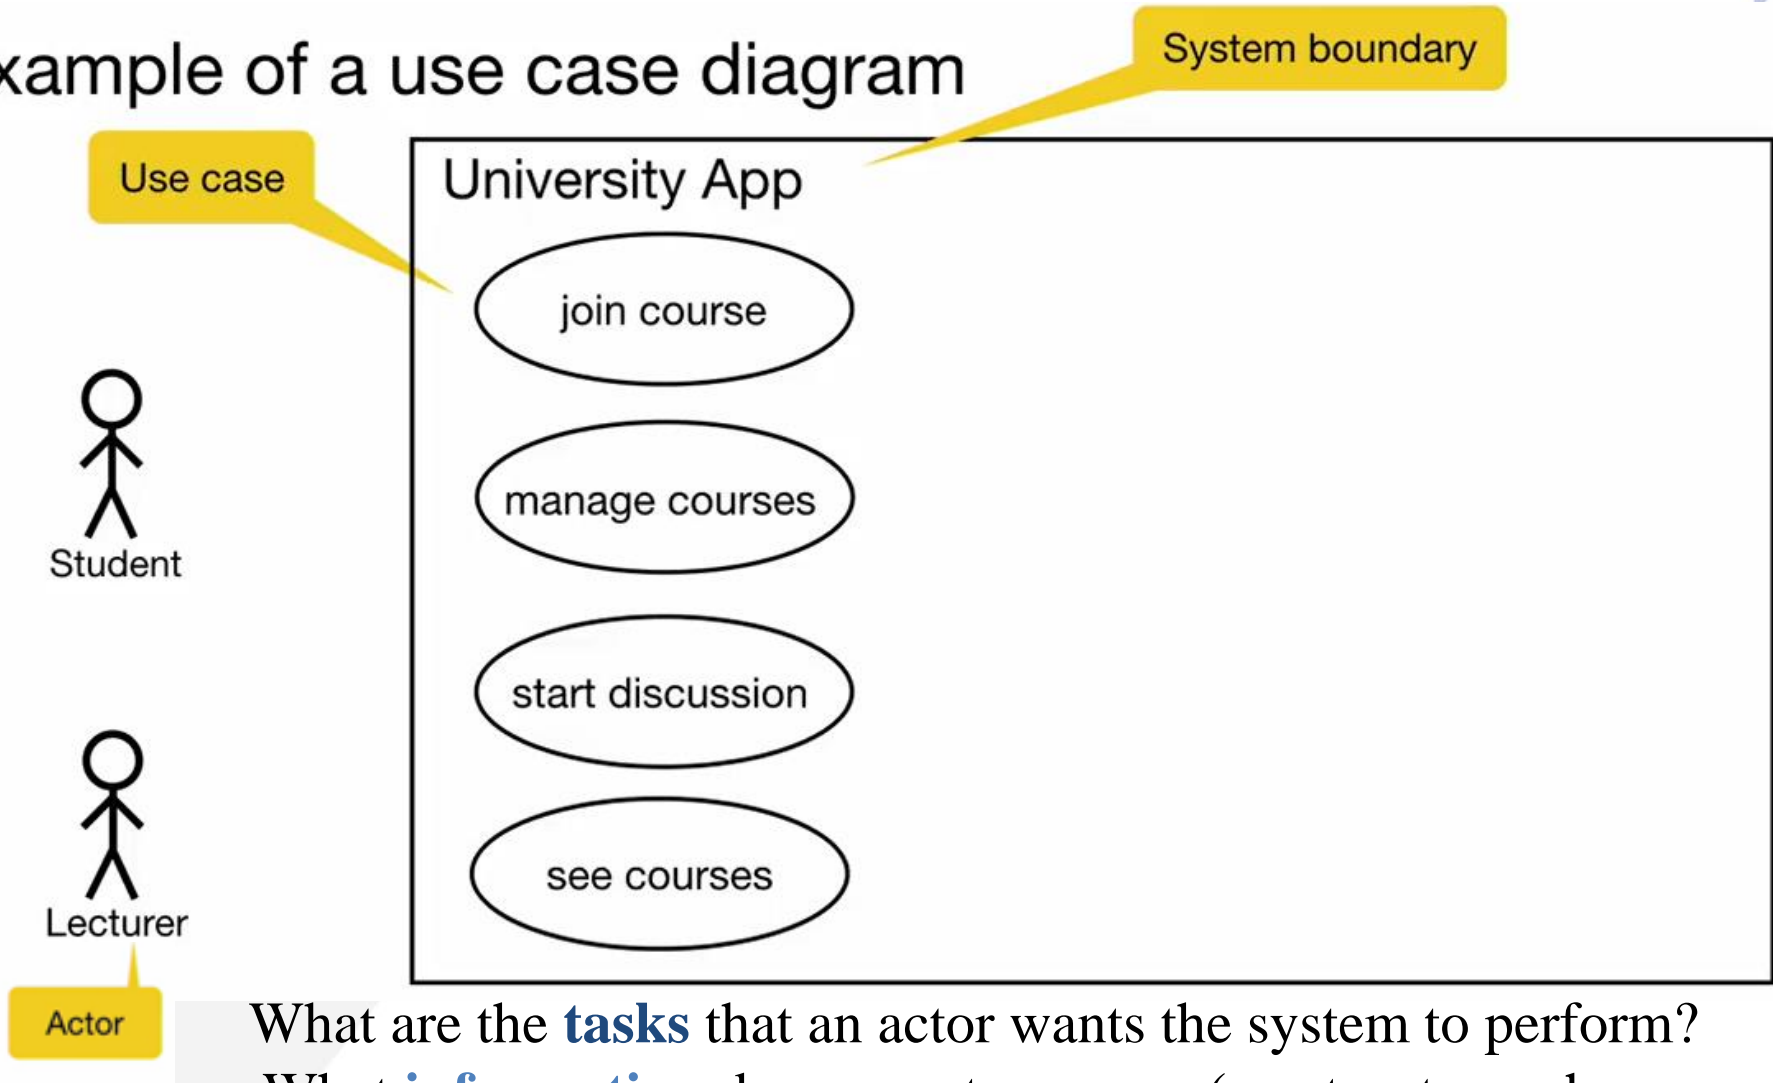 System boundary
xample of a use case diagram
Use case
University App
join course
manage courses
Student
start discussion
see courses
Lecturer
Actor
What are the tasks that an actor wants the system to perform?
What